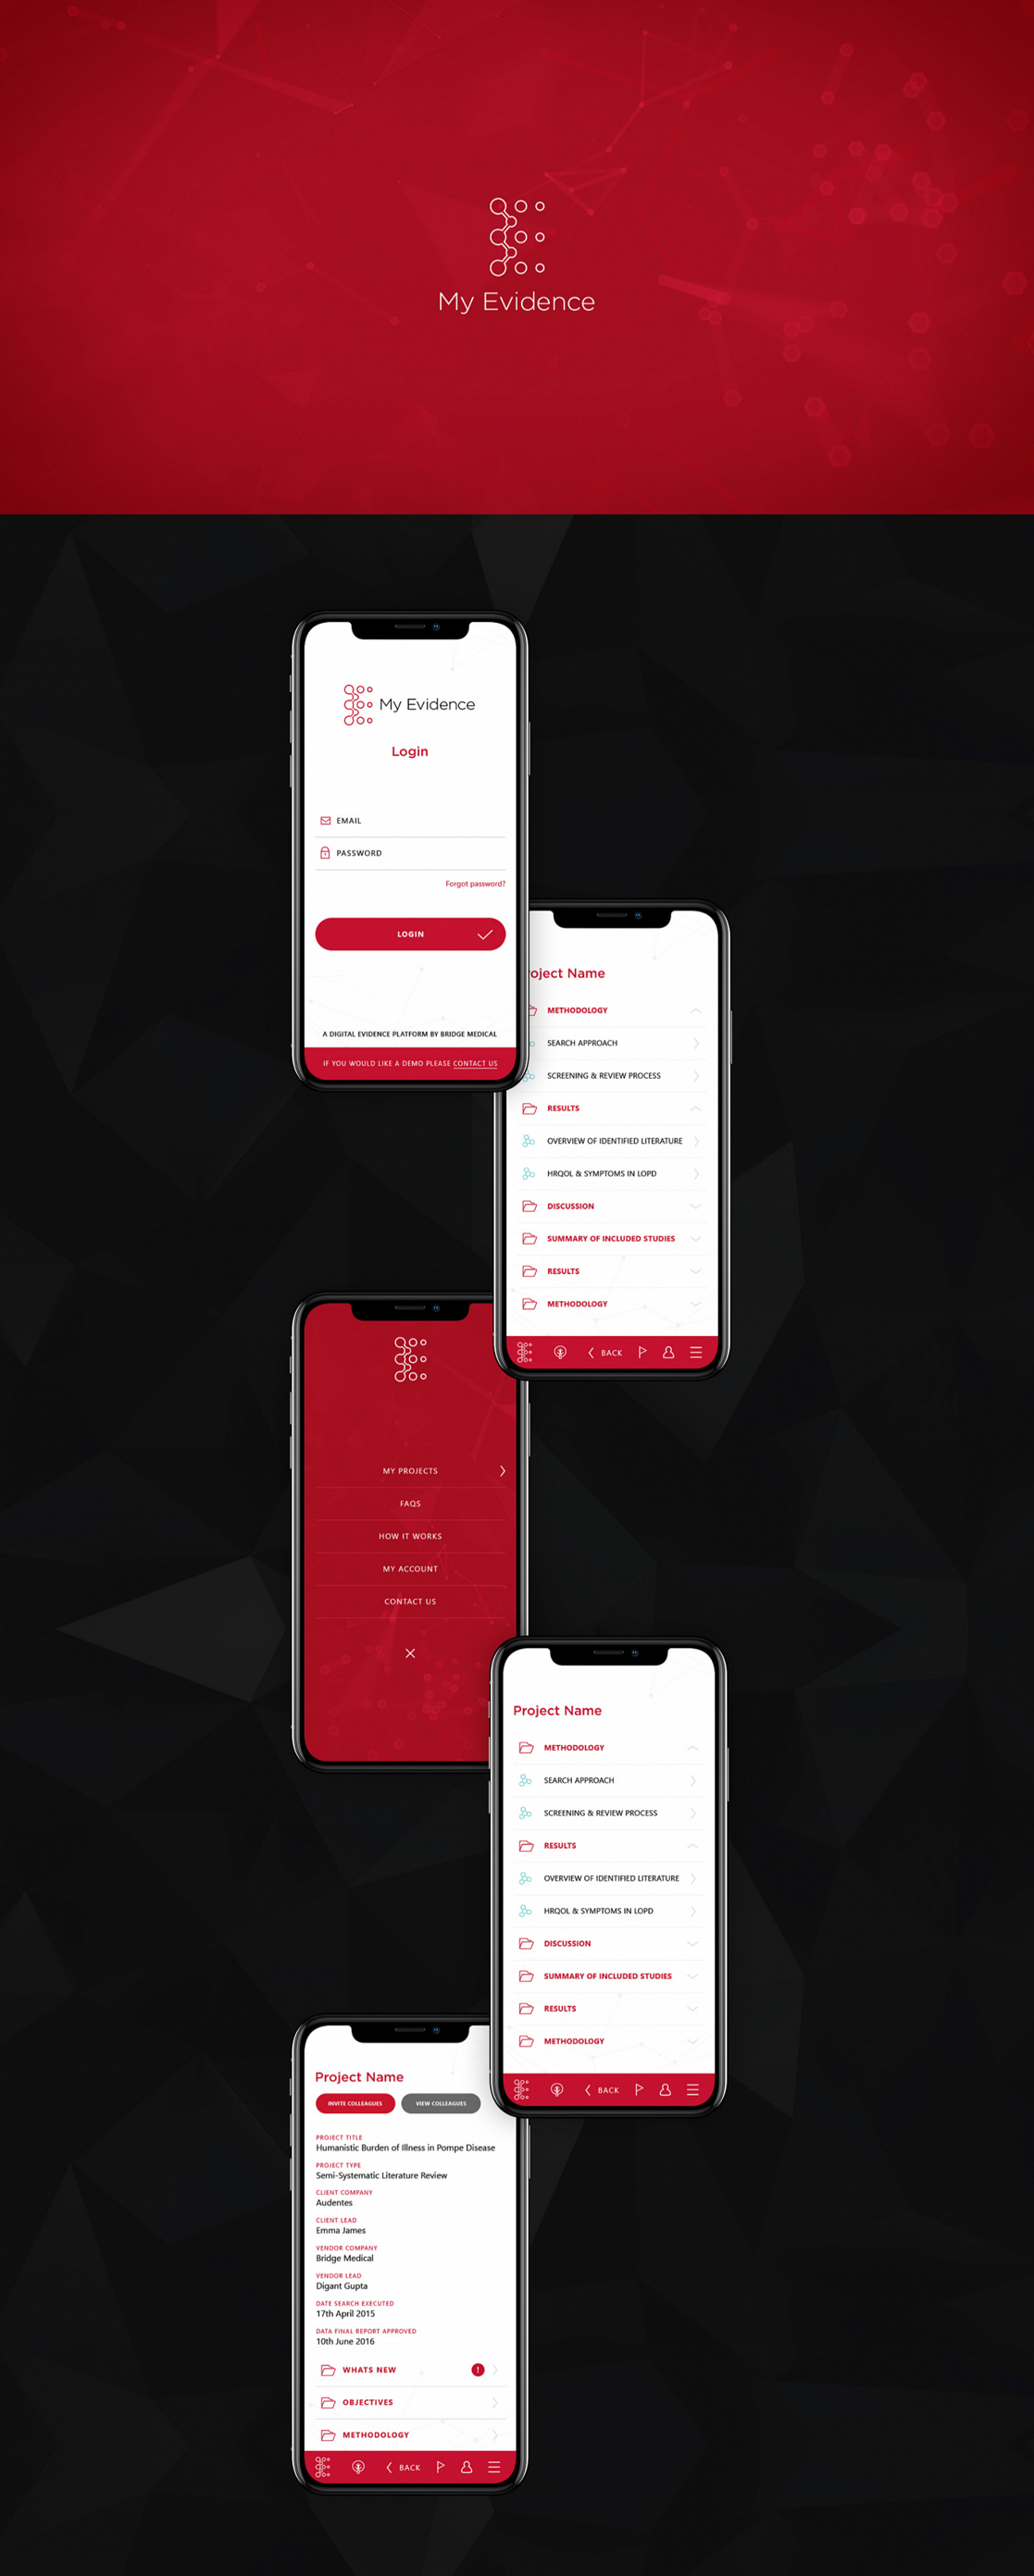 My Evidence
My Evidence
Login
EMAIL
PASSWORD
Forgot password?
LOGIN
A DIGITAL EVIDENCE PLATFORM BY BRIDGE MEDICAL
IF YOU WOULD LIKE A DEMO PLEASE CONTACT US
oject Name
METHODOLOGY
SEARCH APPROACH
SCREENING & REVIEW PROCESS
RESULTS
OVERVIEW OF IDENTIFIED LITERATURE
HRQOL & SYMPTOMS IN LOPD
DISCUSSION
SUMMARY OF INCLUDED STUDIES
RESULTS
METHODOLOGY
BACK
MY PROJECTS
FAQS
HOW IT WORKS
MY ACCOUNT
CONTACT US
Project Name
METHODOLOGY
SEARCH APPROACH
SCREENING & REVIEW PROCESS
RESULTS
OVERVIEW OF IDENTIFIED LITERATURE
HRQOL & SYMPTOMS IN LOPD
DISCUSSION
SUMMARY OF INCLUDED STUDIES
RESULTS
METHODOLOGY
BACK
Project Name
INVITE COLLEAGUES
VIEW COLLEAGUES
PROJECT TITLE
Humanistic Burden of Illness in Pompe Disease
PROJECT TYPE
Semi-Systematic Literature Review
CLIENT COMPANY
Audentes
CLIENT LEAD
Emma James
VENDOR COMPANY
Bridge Medical
VENDOR LEAD
Digant Gupta
DATE SEARCH EXECUTED
17th April 2015
DATA FINAL REPORT APPROVED
10th June 2016
WHATS NEW !
OBJECTIVES
METHODOLOGY
BACK